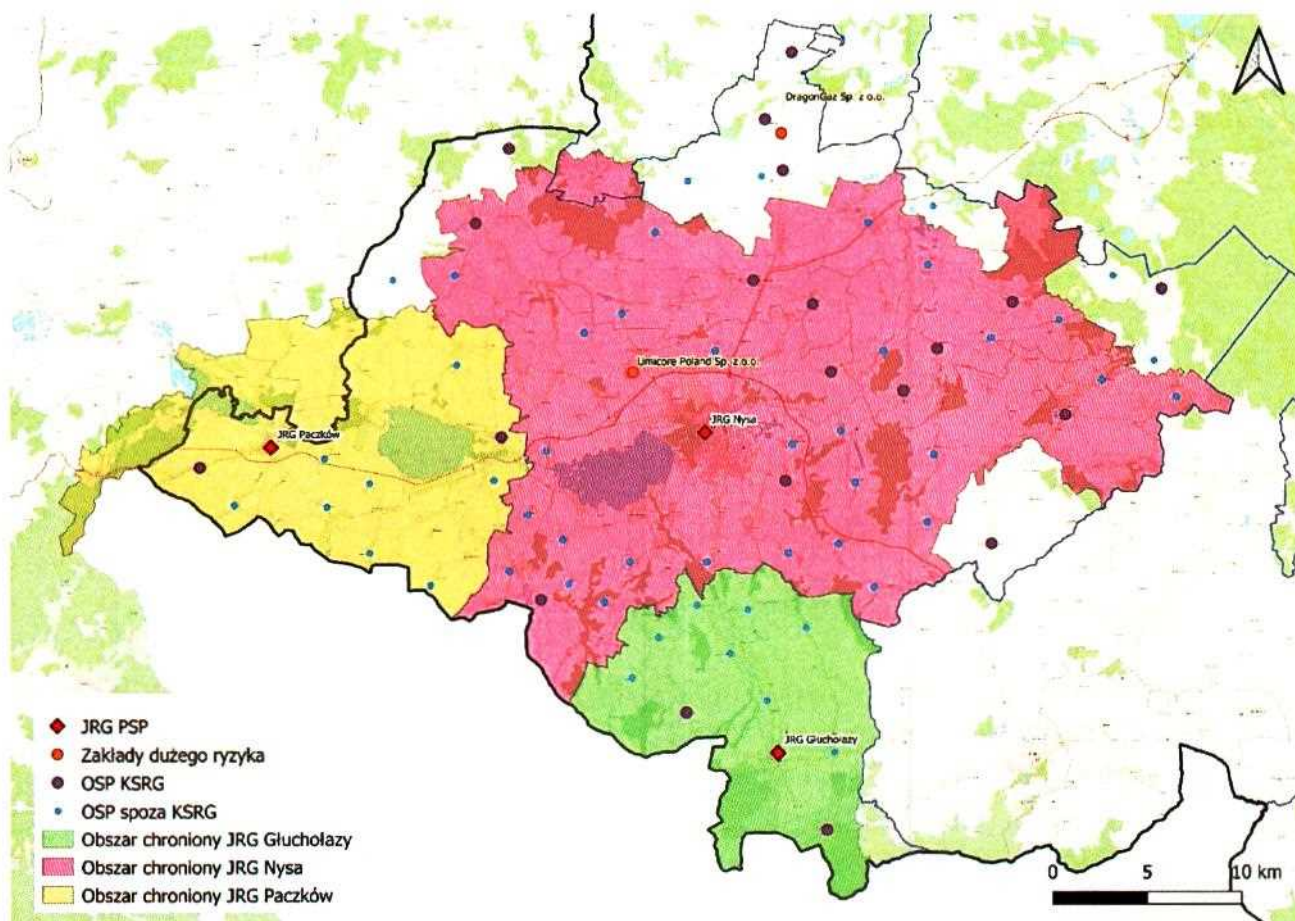 DragonGaz Sp. z o.o.
Umicore Poland Sp. z o.o.
JRG Nysa
JRG Paczków
JRG Głuchołazy
JRG PSP
Zakłady dużego ryzyka
OSP KSRG
OSP spoza KSRG
Obszar chroniony JRG Głuchołazy
Obszar chroniony JRG Nysa
Obszar chroniony JRG Paczków
0 5 10 km